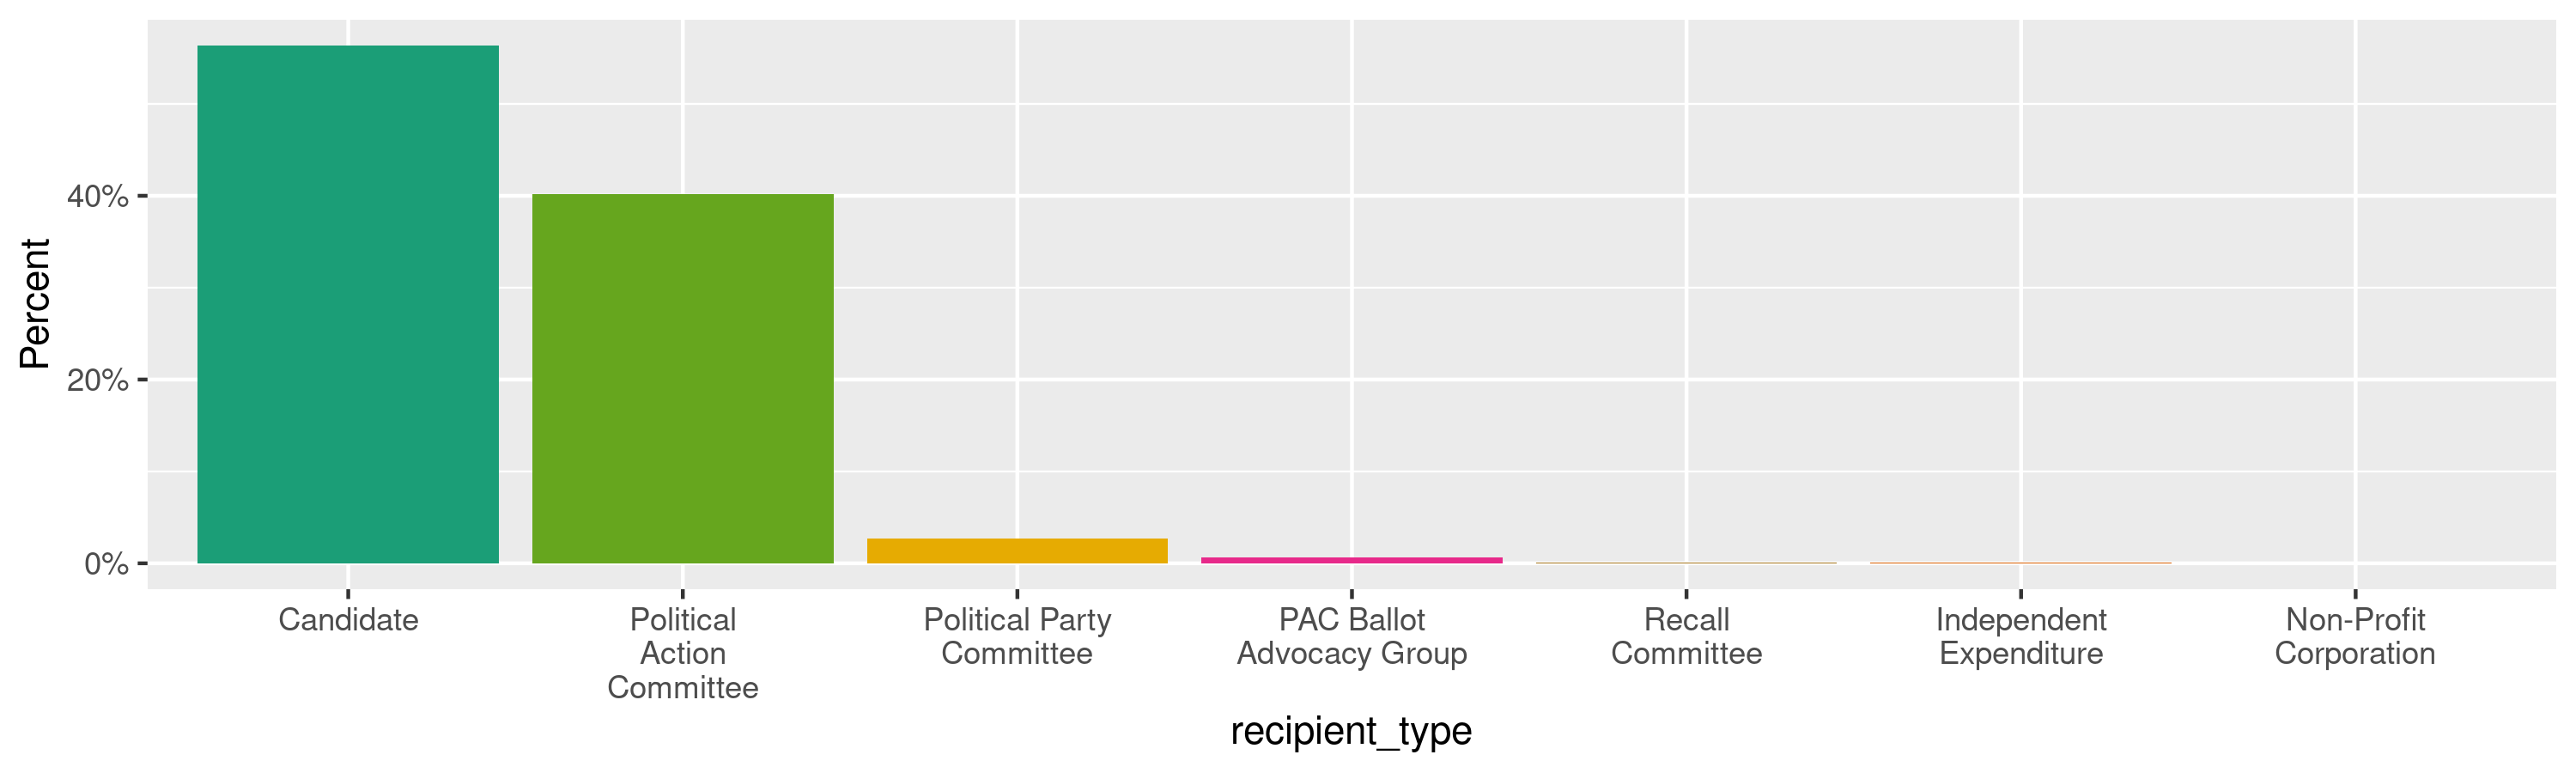 Percent
40%
20%
0%
Candidate
Political
Action
Committee
Political Party
Committee
PAC Ballot
Advocacy Group
Recall
Committee
Independent
Expenditure
Non-Profit
Corporation
recipient_type